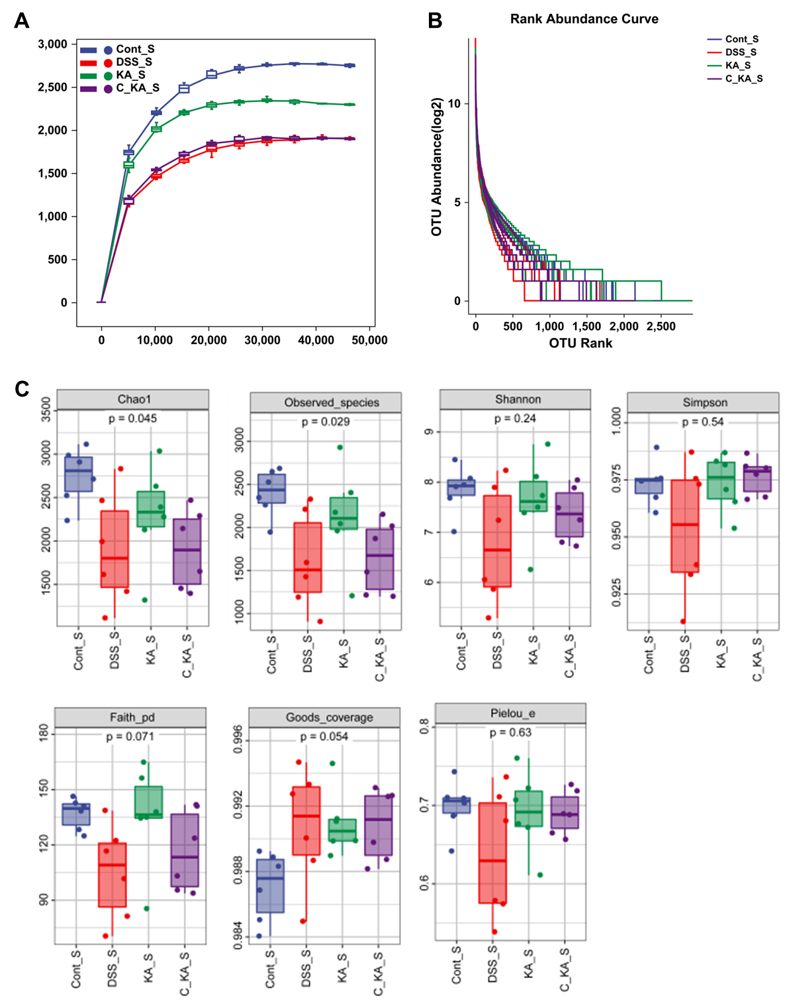 A
3,000
2,500
2,000
1,500
1,000
500
0
0 10,000 20,000 30,000 40,000 50,000
Cont_S
DSS_S
KA_S
C_KA_S
B
Rank Abundance Curve
Cont_S
DSS_S
KA_S
C_KA_S
OTU Abundance(log2)
10
5
0
0 500 1,000 1,500 2,000 2,500
OTU Rank
C
Chao1
p = 0.045
3500
3000
2500
2000
1500
Cont_S DSS_S KA_S C_KA_S
Observed_species
p = 0.029
3000
2500
2000
1500
1000
Cont_S DSS_S KA_S C_KA_S
Shannon
p = 0.24
9
8
7
6
Cont_S DSS_S KA_S C_KA_S
Simpson
p = 0.54
1.000
0.975
0.950
0.925
Cont_S DSS_S KA_S C_KA_S
Faith_pd
p = 0.071
180
150
120
90
Cont_S DSS_S KA_S C_KA_S
Goods_coverage
p = 0.054
0.996
0.992
0.988
0.984
Cont_S DSS_S KA_S C_KA_S
Pielou_e
p = 0.63
0.8
0.7
0.6
Cont_S DSS_S KA_S C_KA_S